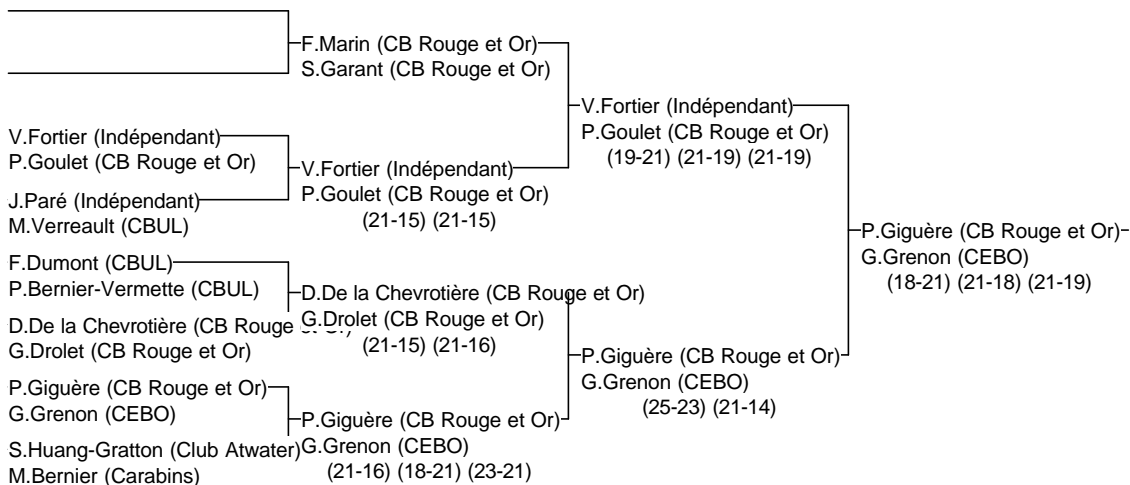 F.Marin (CB Rouge et Or)
S.Garant (CB Rouge et Or)
V.Fortier (Indépendant)
P.Goulet (CB Rouge et Or)
(19-21) (21-19) (21-19)
V.Fortier (Indépendant)
P.Goulet (CB Rouge et Or)
V.Fortier (Indépendant)
P.Goulet (CB Rouge et Or)
(21-15) (21-15)
J.Paré (Indépendant)
M.Verreault (CBUL)
P.Giguère (CB Rouge et Or)
G.Grenon (CEBO)
(18-21) (21-18) (21-19)
F.Dumont (CBUL)
P.Bernier-Vermette (CBUL)
D.De la Chevrotière (CB Rouge et Or)
G.Drolet (CB Rouge et Or)
(21-15) (21-16)
D.De la Chevrotière (CB Rouge et Or)
G.Drolet (CB Rouge et Or)
P.Giguère (CB Rouge et Or)
G.Grenon (CEBO)
(25-23) (21-14)
P.Giguère (CB Rouge et Or)
G.Grenon (CEBO)
P.Giguère (CB Rouge et Or)
G.Grenon (CEBO)
(21-16) (18-21) (23-21)
S.Huang-Gratton (Club Atwater)
M.Bernier (Carabins)